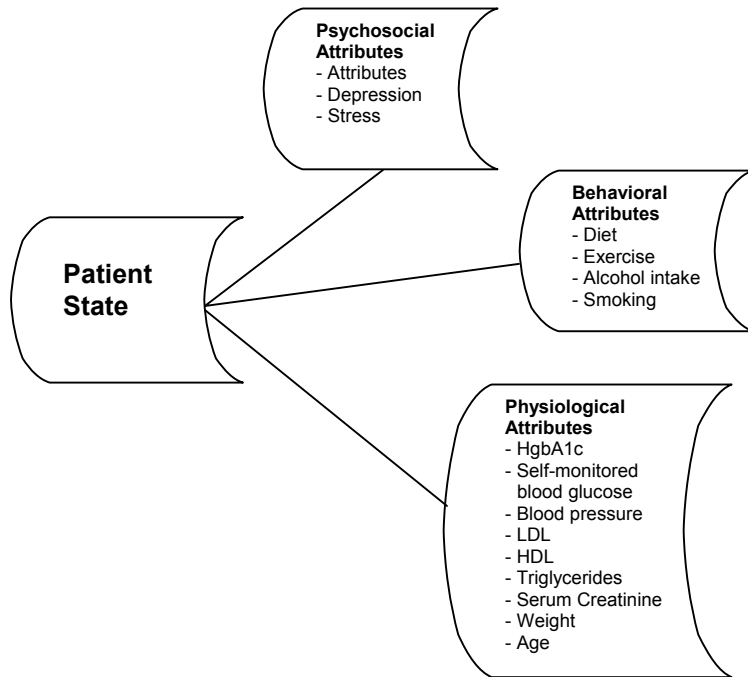 Psychosocial
Attributes
- Attributes
- Depression
- Stress
Behavioral
Attributes
- Diet
- Exercise
- Alcohol intake
- Smoking
Patient
State
Physiological
Attributes
- HgbA1c
- Self-monitored
blood glucose
- Blood pressure
- LDL
- HDL
- Triglycerides
- Serum Creatinine
- Weight
- Age